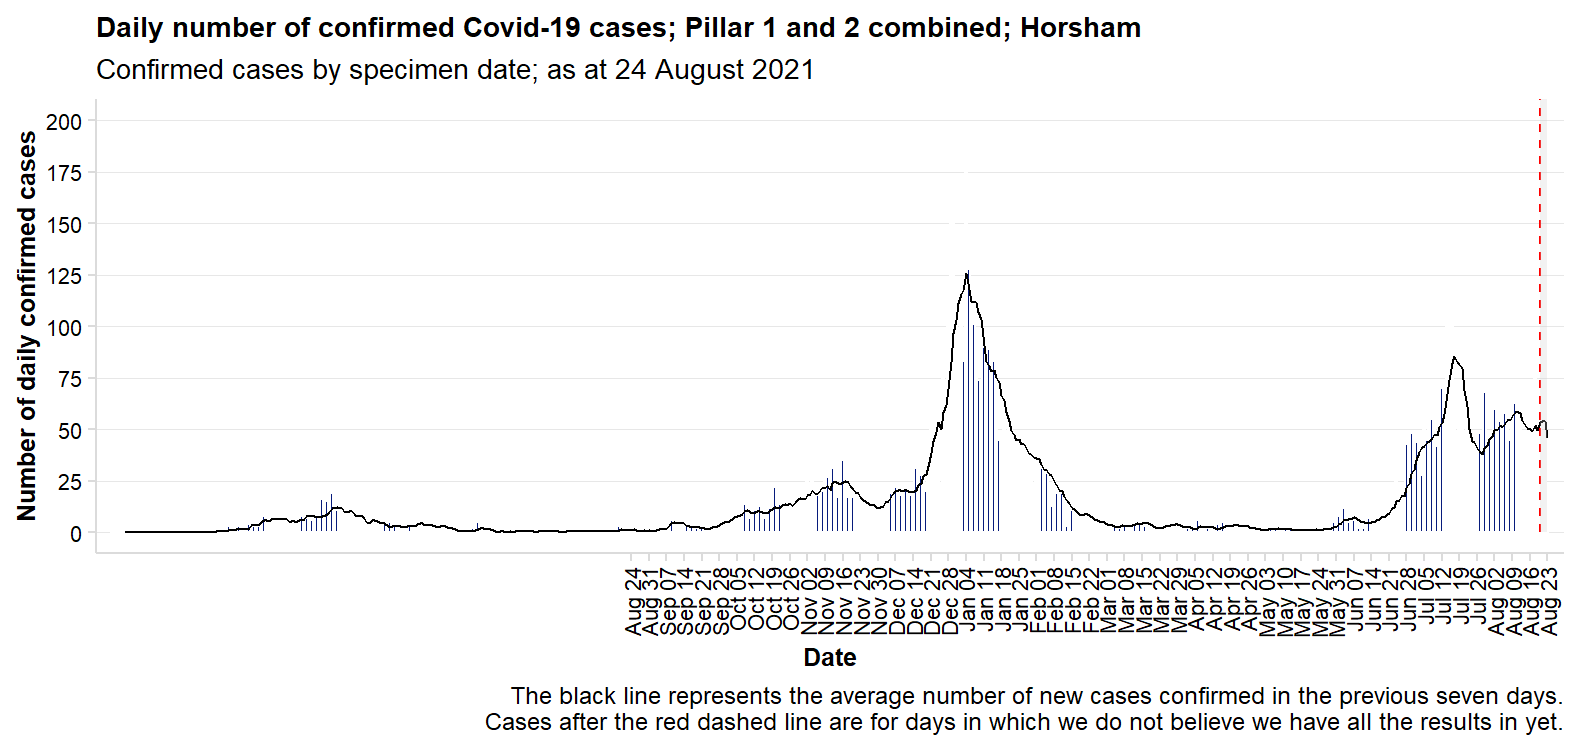 Daily number of confirmed Covid-19 cases; Pillar 1 and 2 combined; Horsham
Confirmed cases by specimen date; as at 24 August 2021
Number of daily confirmed cases
200
175
150
125
100
75
50
25
0
Aug 24
Aug 31
Sep 07
Sep 14
Sep 21
Sep 28
Oct 05
Oct 12
Oct 19
Oct 26
Nov 02
Nov 09
Nov 16
Nov 23
Nov 30
Dec 07
Dec 14
Dec 21
Dec 28
Jan 04
Jan 11
Jan 18
Jan 25
Feb 01
Feb 08
Feb 15
Feb 22
Mar 01
Mar 08
Mar 15
Mar 22
Mar 29
Apr 05
Apr 12
Apr 19
Apr 26
May 03
May 10
May 17
May 24
May 31
Jun 07
Jun 14
Jun 21
Jun 28
Jul 05
Jul 12
Jul 19
Jul 26
Aug 02
Aug 09
Aug 16
Aug 23
Date
The black line represents the average number of new cases confirmed in the previous seven days.
Cases after the red dashed line are for days in which we do not believe we have all the results in yet.